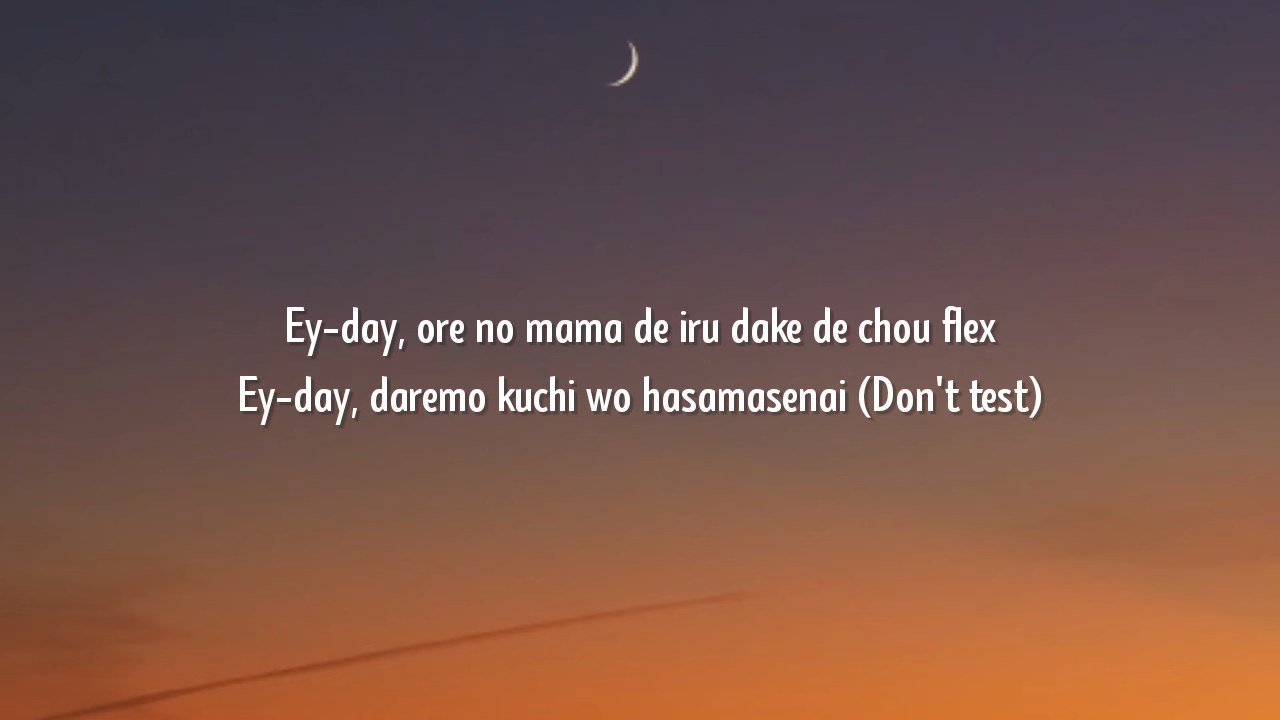 Ey-day, ore no mama de iru dake de chou flex
Ey-day, daremo kuchi wo hasamasenai (Don't test)